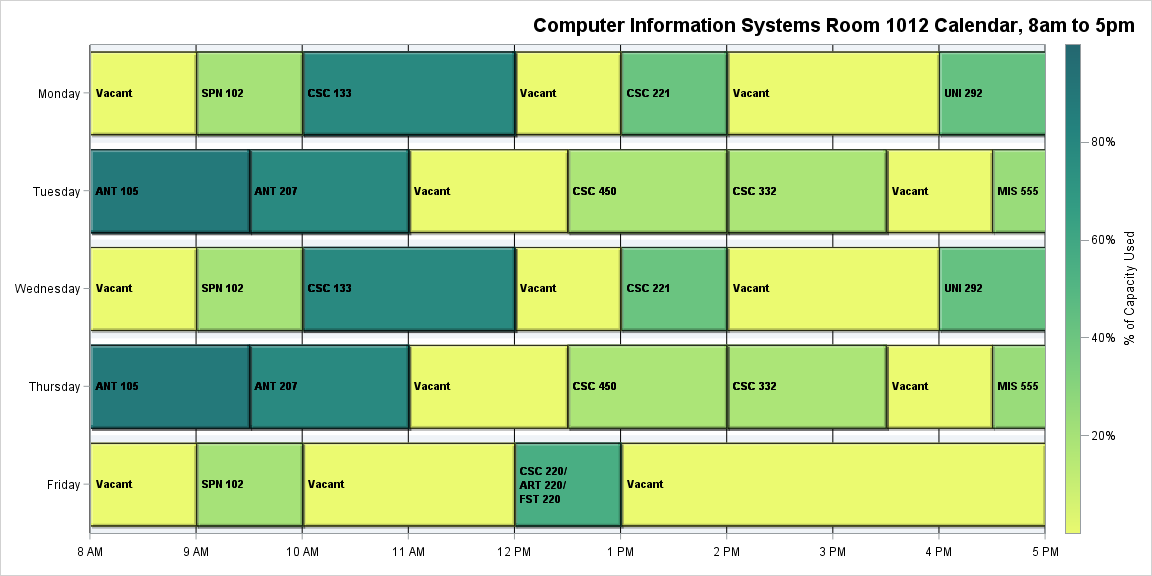 Computer Information Systems Room 1012 Calendar, 8am to 5pm
Monday
Vacant
SPN 102
CSC 133
Vacant
CSC 221
Vacant
UNI 292
Tuesday
ANT 105
ANT 207
Vacant
CSC 450
CSC 332
Vacant
MIS 555
Wednesday
Vacant
SPN 102
CSC 133
Vacant
CSC 221
Vacant
UNI 292
Thursday
ANT 105
ANT 207
Vacant
CSC 450
CSC 332
Vacant
MIS 555
Friday
Vacant
SPN 102
Vacant
CSC 220/
ART 220/
FST 220
Vacant
8 AM
9 AM
10 AM
11 AM
12 PM
1 PM
2 PM
3 PM
4 PM
5 PM
80%
60%
40%
20%
% of Capacity Used